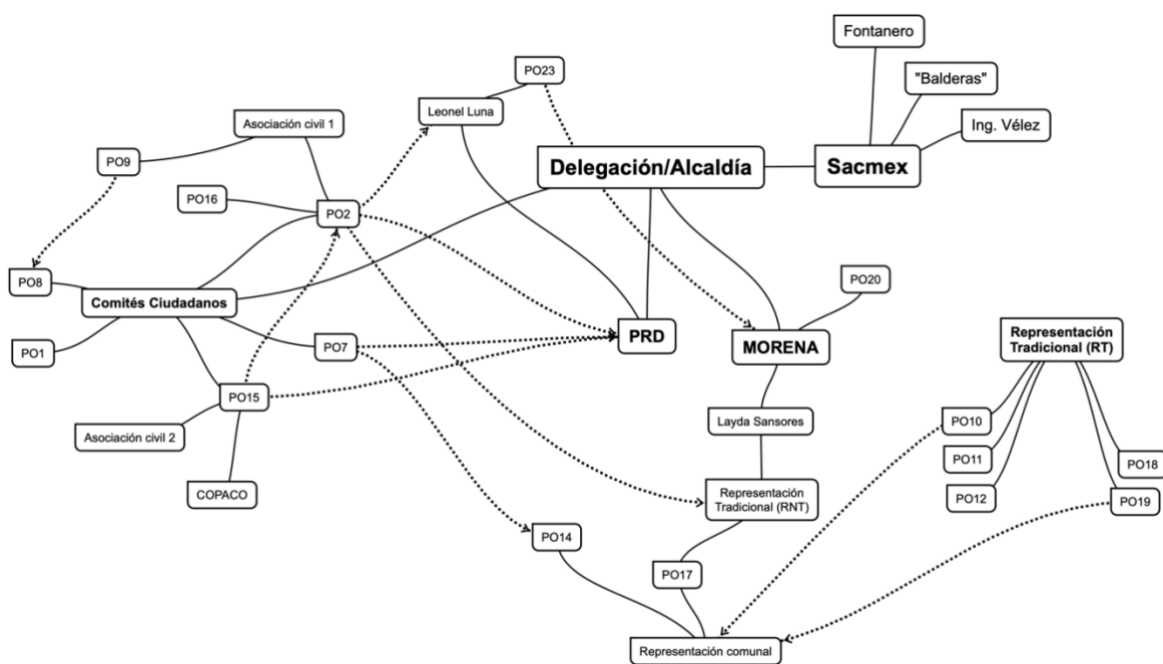 Fontanero
PO23
"Balderas"
Leonel Luna
Asociación civil 1
Ing. Vélez
PO9
Delegación/Alcaldía
Sacmex
PO16
PO2
PO8
PO20
Comités Ciudadanos
PRD
MORENA
Representación
Tradicional (RT)
PO1
PO7
PO15
Layda Sansores
PO10
Asociación civil 2
PO11
PO18
COPACO
Representación
Tradicional (RNT)
PO12
PO19
PO14
PO17
Representación comunal